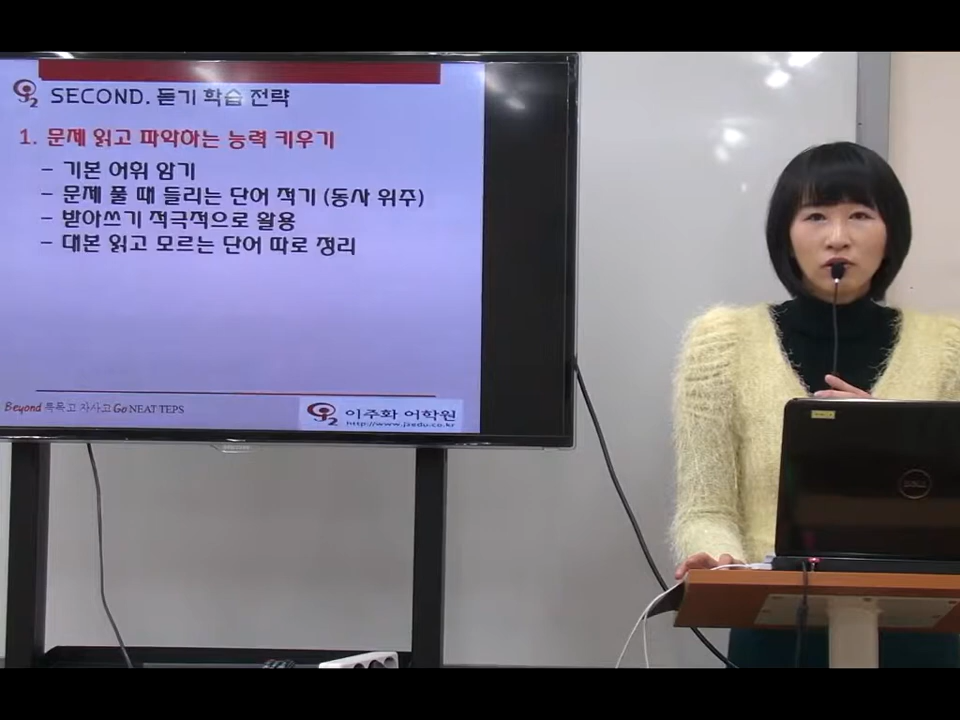 SECOND. 듣기 학습 전략
1. 문제 읽고 파악하는 능력 키우기
– 기본 어휘 암기
– 문제 풀 때 들리는 단어 적기 (동사 위주)
– 받아쓰기 적극적으로 활용
– 대본 읽고 모르는 단어 따로 정리
Beyond 특목고 자사고 Go NEAT TEPS
이주화 어학원
http://www.j2edu.co.kr
DELL